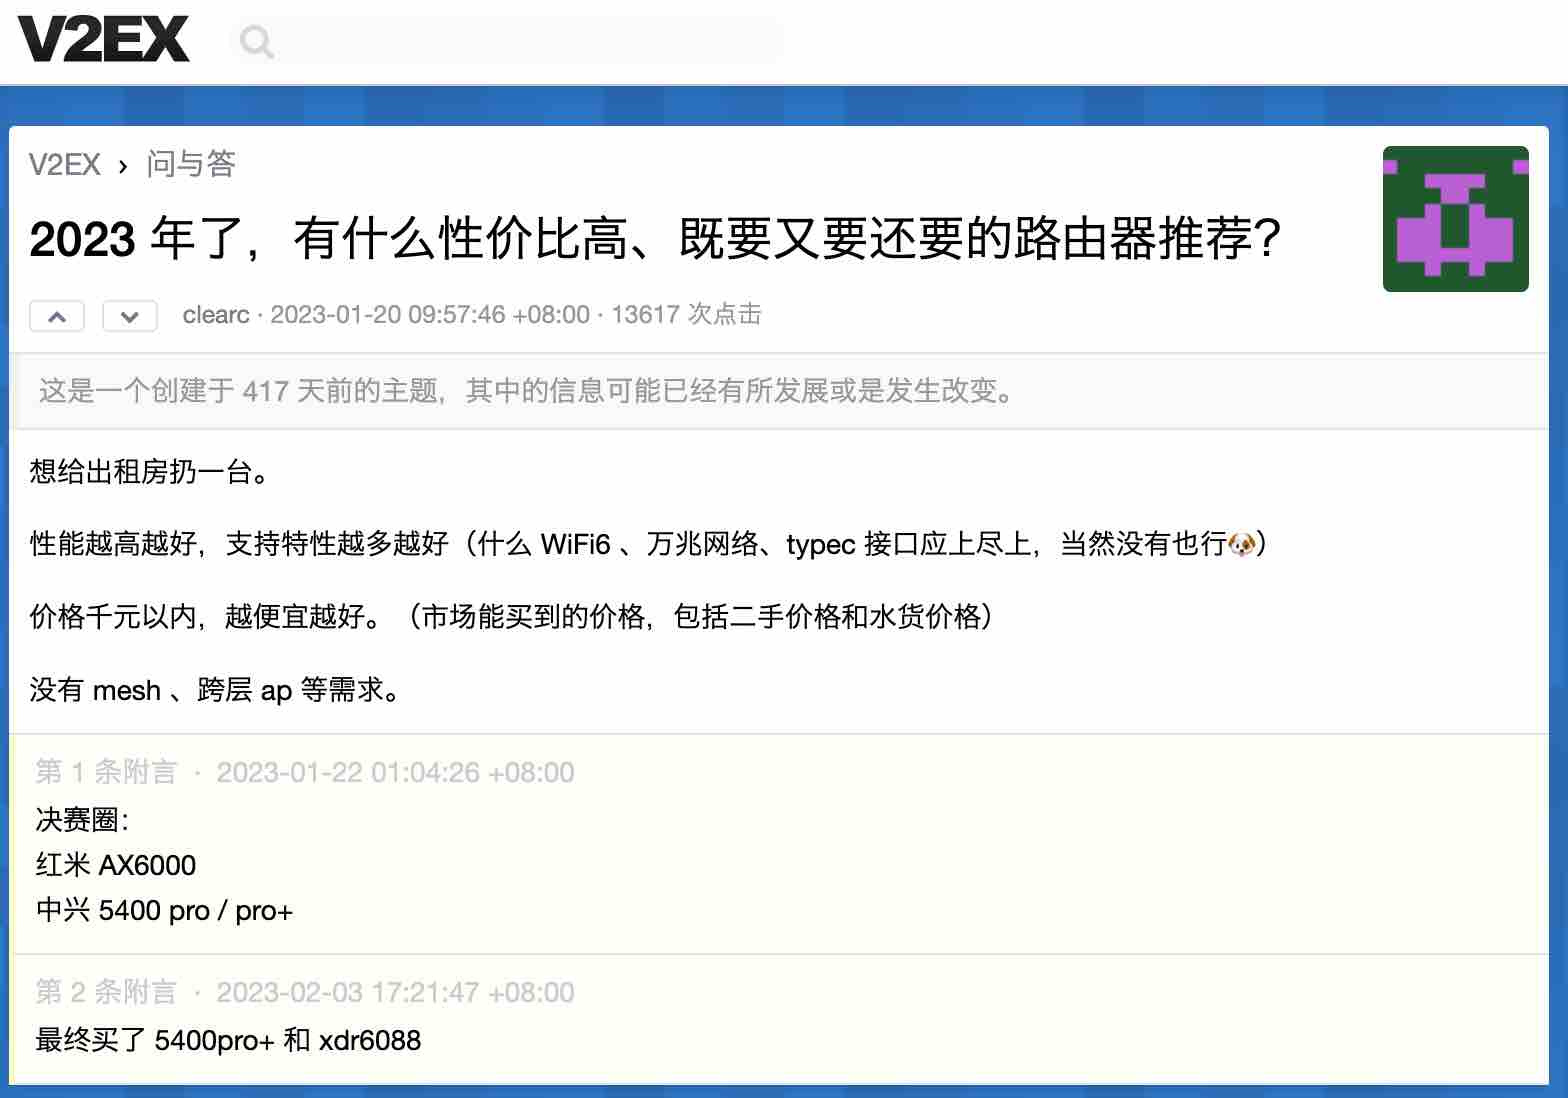 V2EX
V2EX › 问与答
2023 年了，有什么性价比高、既要又要还要的路由器推荐？
clearc · 2023-01-20 09:57:46 +08:00 · 13617 次点击
这是一个创建于 417 天前的主题，其中的信息可能已经有所发展或是发生改变。
想给出租房扔一台。
性能越高越好，支持特性越多越好（什么 WiFi6 、万兆网络、typec 接口应上尽上，当然没有也行🐶）
价格千元以内，越便宜越好。（市场能买到的价格，包括二手价格和水货价格）
没有 mesh 、跨层 ap 等需求。
第 1 条附言 · 2023-01-22 01:04:26 +08:00
决赛圈：
红米 AX6000
中兴 5400 pro / pro+
第 2 条附言 · 2023-02-03 17:21:47 +08:00
最终买了 5400pro+ 和 xdr6088